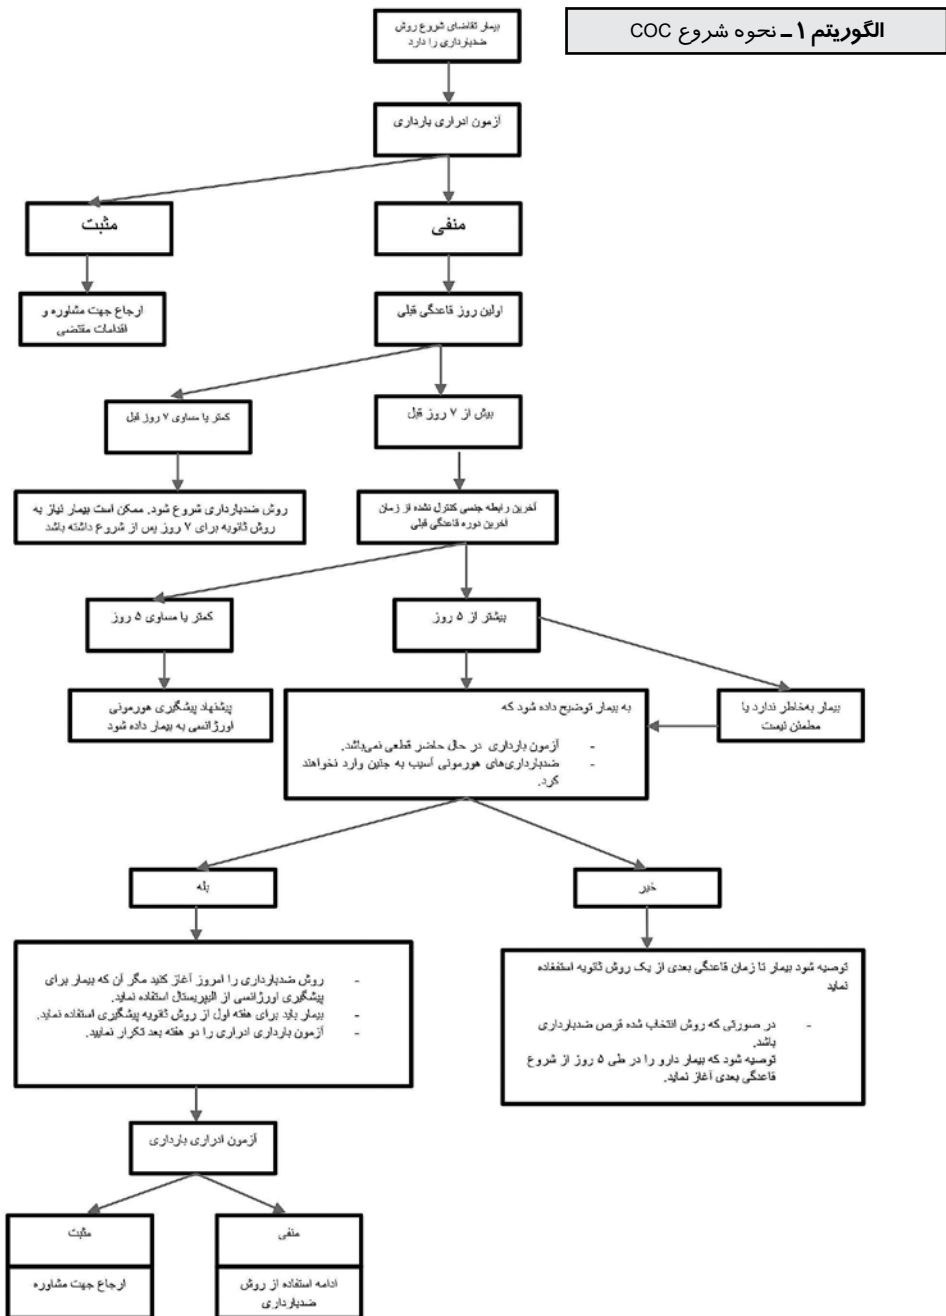 الگوریتم ۱ ـ نحوه شروع COC
بیمار تقاضای شروع روش
ضدبارداری را دارد
آزمون ادراری بارداری
مثبت
منفی
ارجاع جهت مشاوره و
اقدامات مقتضی
اولین روز قاعدگی قبلی
کمتر یا مساوی ۷ روز قبل
بیش از ۷ روز قبل
روش ضدبارداری شروع شود. ممکن است بیمار نیاز به
روش ثانویه برای ۷ روز پس از شروع داشته باشد
آخرین رابطه جنسی کنترل نشده از زمان
آخرین دوره قاعدگی قبلی
کمتر یا مساوی ۵ روز
بیشتر از ۵ روز
پیشنهاد پیشگیری هورمونی
اورژانسی به بیمار داده شود
به بیمار توضیح داده شود که
- آزمون بارداری در حال حاضر قطعی نمی‌باشد.
- ضدبارداری‌های هورمونی آسیب به جنین وارد نخواهند
کرد.
بیمار به‌خاطر ندارد یا
مطمئن نیست
بله
خیر
- روش ضدبارداری را امروز آغاز کنید مگر آن که بیمار برای
پیشگیری اورژانسی از الیپریستال استفاده نماید.
- بیمار باید برای هفته اول از روش ثانویه پیشگیری استفاده نماید.
- آزمون بارداری ادراری را دو هفته بعد تکرار نمایید.
توصیه شود بیمار تا زمان قاعدگی بعدی از یک روش ثانویه استفقاده
نماید
- در صورتی که روش انتخاب شده قرص ضدبارداری
باشد.
توصیه شود که بیمار دارو را در طی ۵ روز از شروع
قاعدگی بعدی آغاز نماید.
آزمون ادراری بارداری
مثبت
منفی
ارجاع جهت مشاوره
ادامه استفاده از روش
ضدبارداری